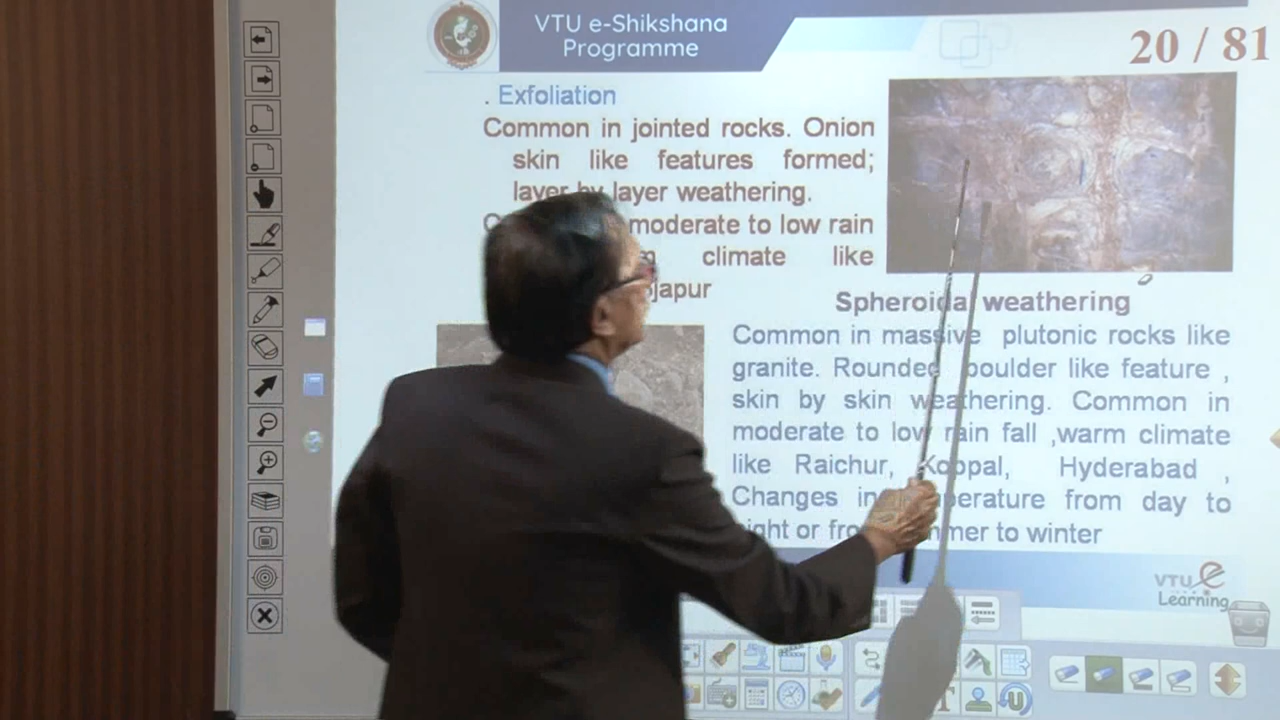 VTU e-Shikshana
Programme
20 / 81
. Exfoliation
Common in jointed rocks. Onion
skin like features formed;
layer by layer weathering.
moderate to low rain
climate like
Spheroidal weathering
Common in massive plutonic rocks like
granite. Rounded boulder like feature ,
skin by skin weathering. Common in
moderate to low rain fall ,warm climate
like Raichur, Koppal, Hyderabad ,
Changes in temperature from day to
night or from summer to winter
VTU e
Learning